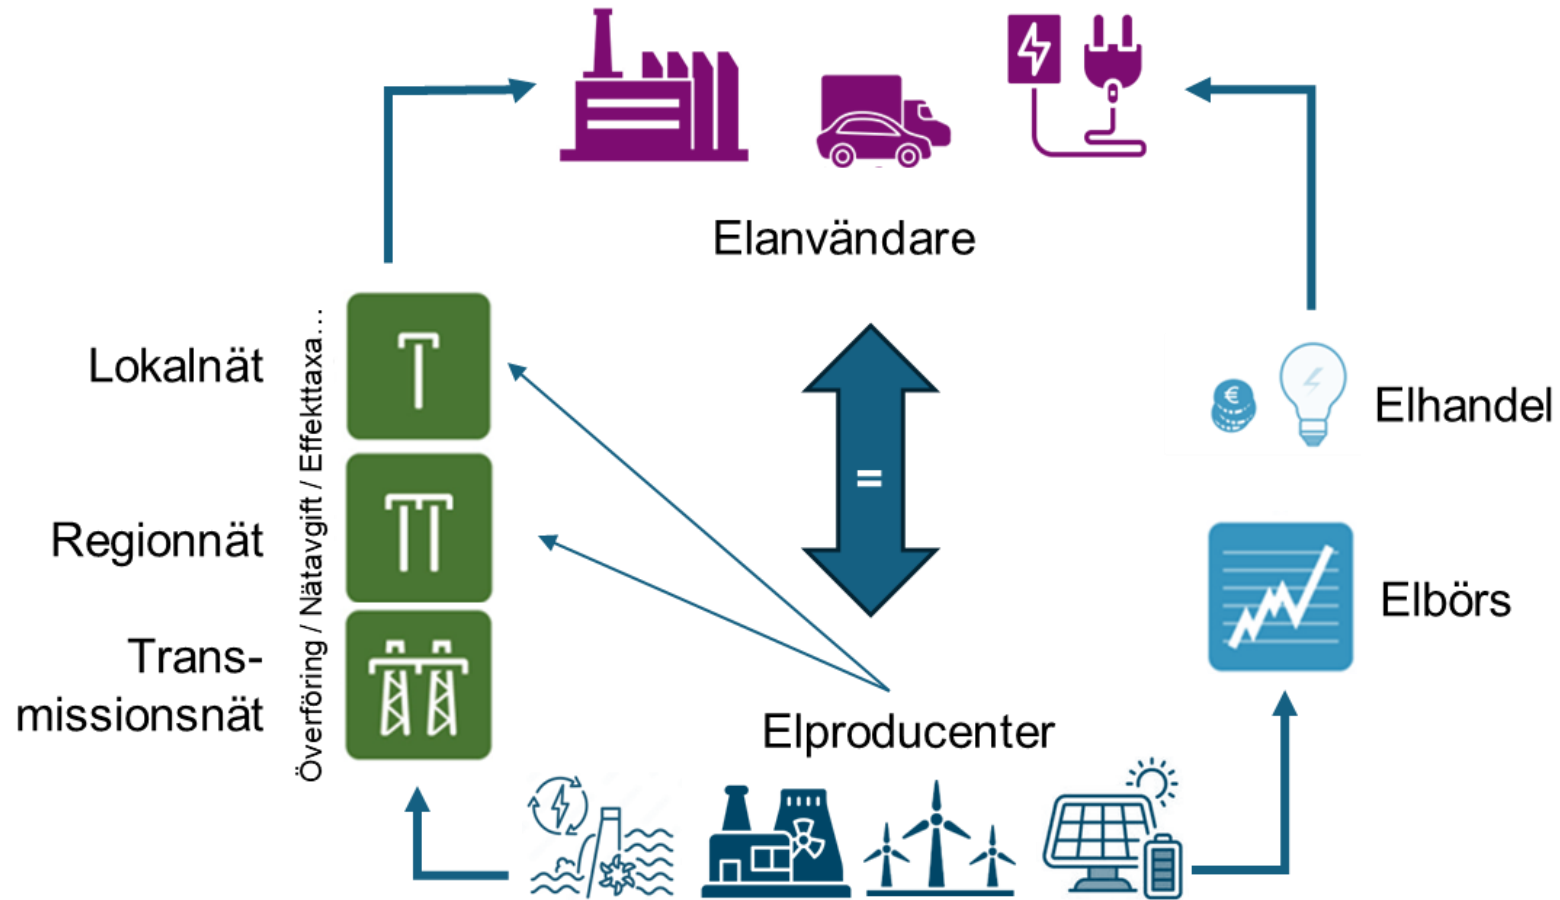 Elanvändare
Lokalnät
Regionnät
Trans-
missionsnät
Överföring / Nätavgift / Effekttaxa...
=
€
Elhandel
Elbörs
Elproducenter